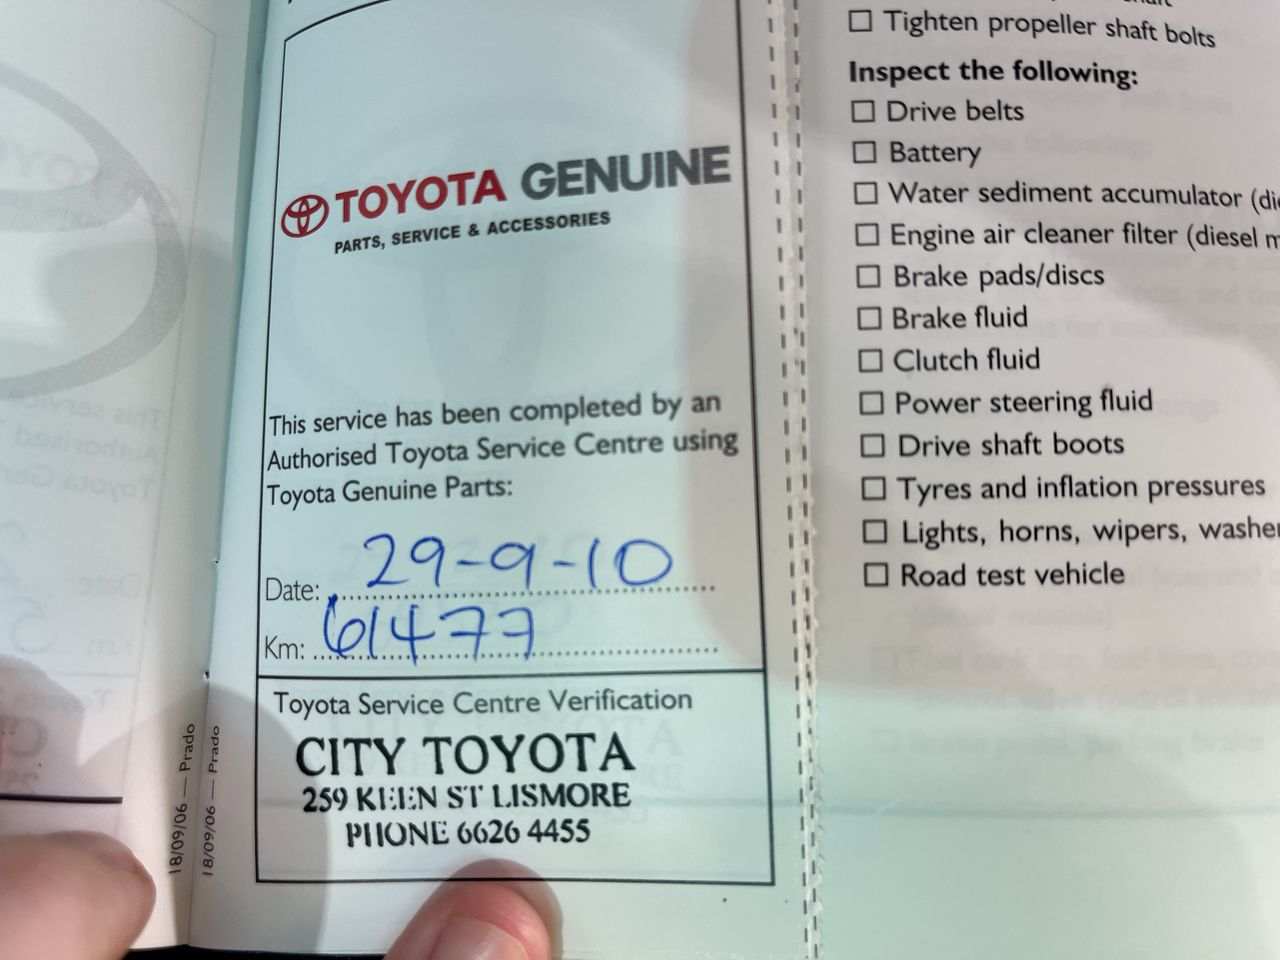 TOYOTA GENUINE
PARTS, SERVICE & ACCESSORIES
This service has been completed by an
Authorised Toyota Service Centre using
Toyota Genuine Parts:
Date: 29-9-10
Km: 61477
Toyota Service Centre Verification
CITY TOYOTA
259 KEEN ST LISMORE
PHONE 6626 4455
18/09/06 — Prado
18/09/06 — Prado
Tighten propeller shaft bolts
Inspect the following:
Drive belts
Battery
Water sediment accumulator
Engine air cleaner filter (diesel
Brake pads/discs
Brake fluid
Clutch fluid
Power steering fluid
Drive shaft boots
Tyres and inflation pressures
Lights, horns, wipers,
Road test vehicle